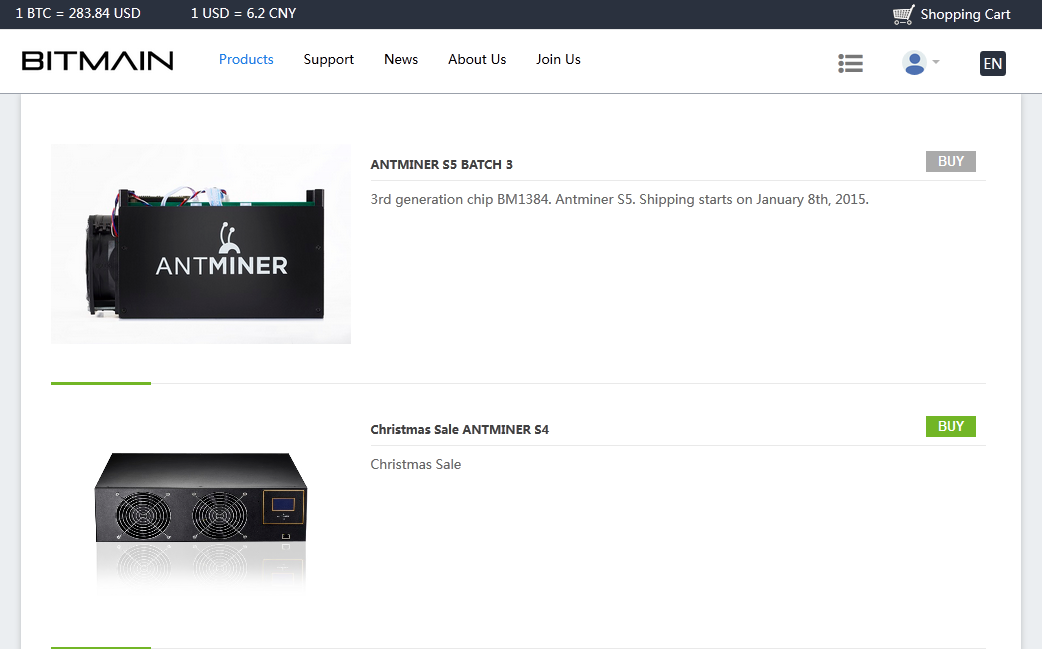 1 BTC = 283.84 USD 1 USD = 6.2 CNY Shopping Cart
BITMAIN Products Support News About Us Join Us EN
ANTMINER S5 BATCH 3 BUY
3rd generation chip BM1384. Antminer S5. Shipping starts on January 8th, 2015.
ANTMINER
Christmas Sale ANTMINER S4 BUY
Christmas Sale